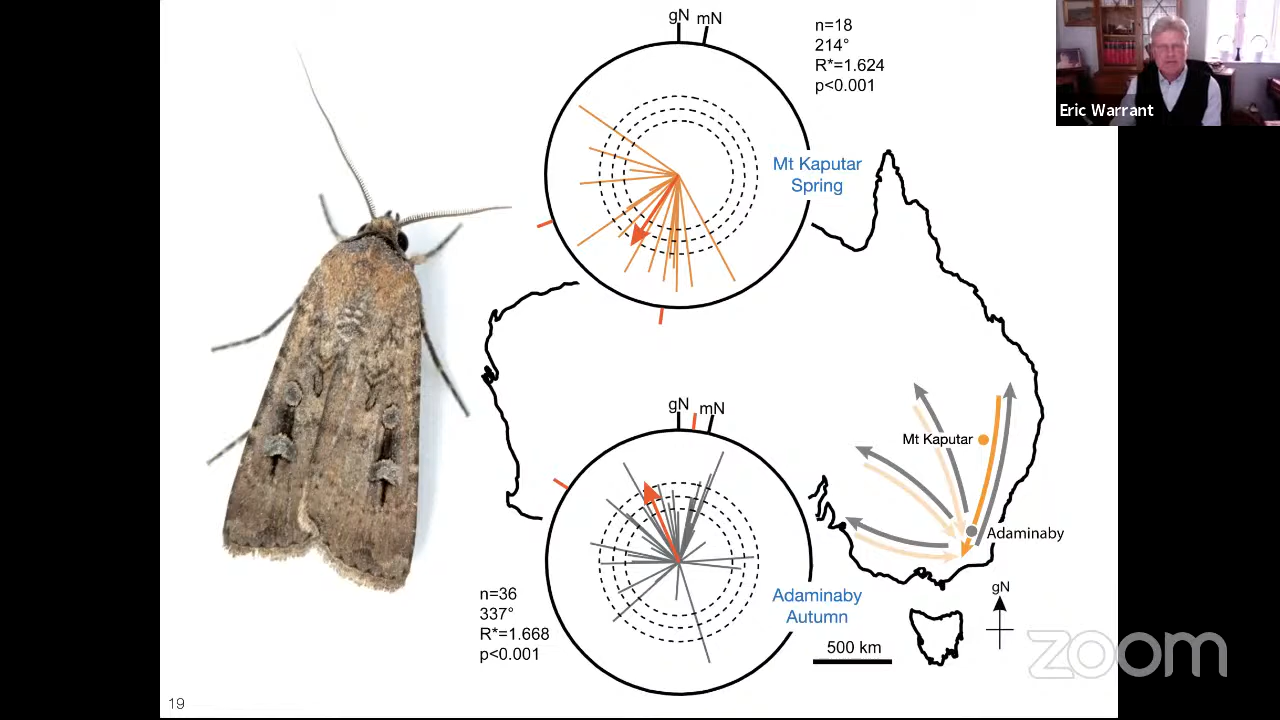 gN mN
n=18
214°
R*=1.624
p<0.001
Eric Warrant
Mt Kaputar
Spring
gN mN
Mt Kaputar
Adaminaby
n=36
337°
R*=1.668
p<0.001
Adaminaby
Autumn
gN
500 km
zoom
19